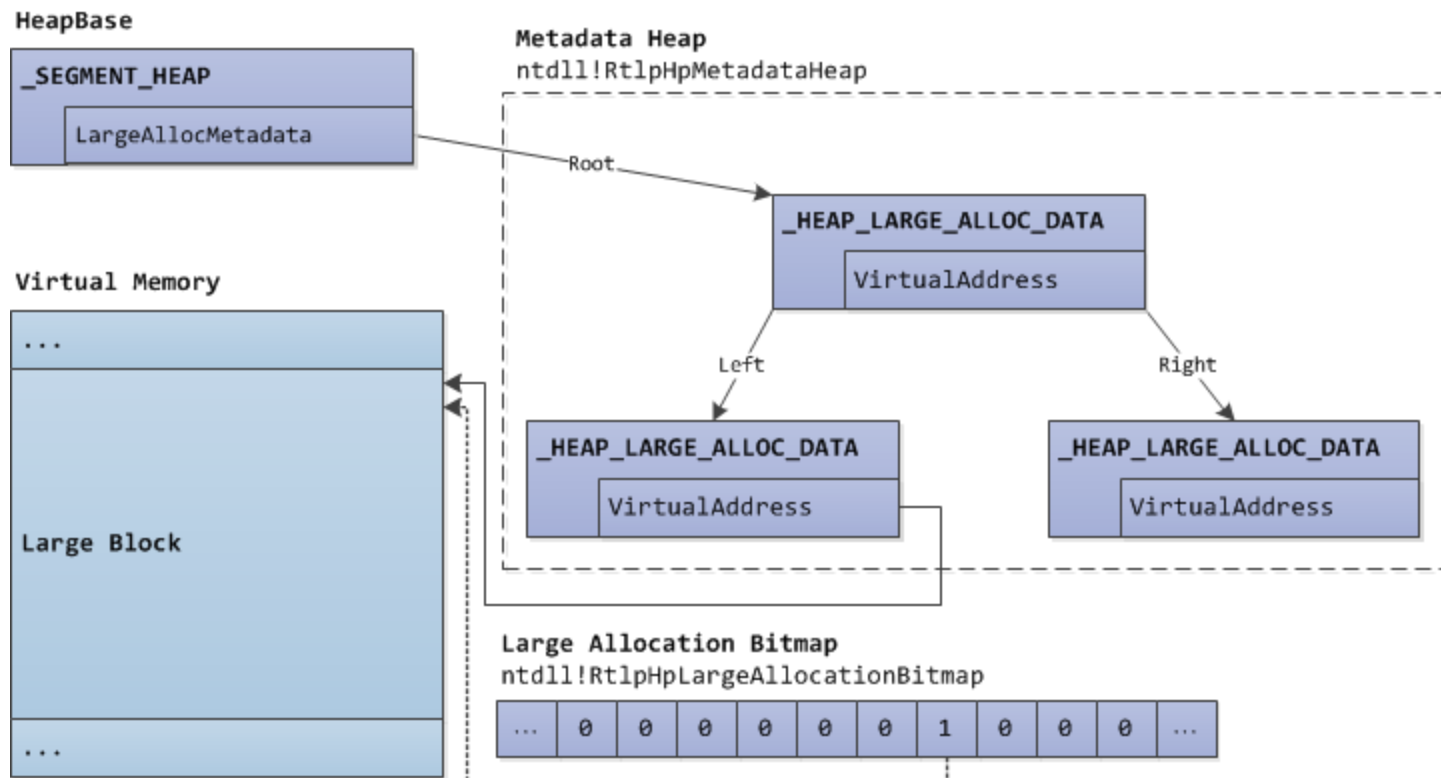 HeapBase
_SEGMENT_HEAP
LargeAllocMetadata
Metadata Heap
ntdll!RtlpHpMetadataHeap
Root
_HEAP_LARGE_ALLOC_DATA
VirtualAddress
Left
Right
_HEAP_LARGE_ALLOC_DATA
VirtualAddress
_HEAP_LARGE_ALLOC_DATA
VirtualAddress
Virtual Memory
...
Large Block
...
Large Allocation Bitmap
ntdll!RtlpHpLargeAllocationBitmap
... 0 0 0 0 0 0 1 0 0 0 ...